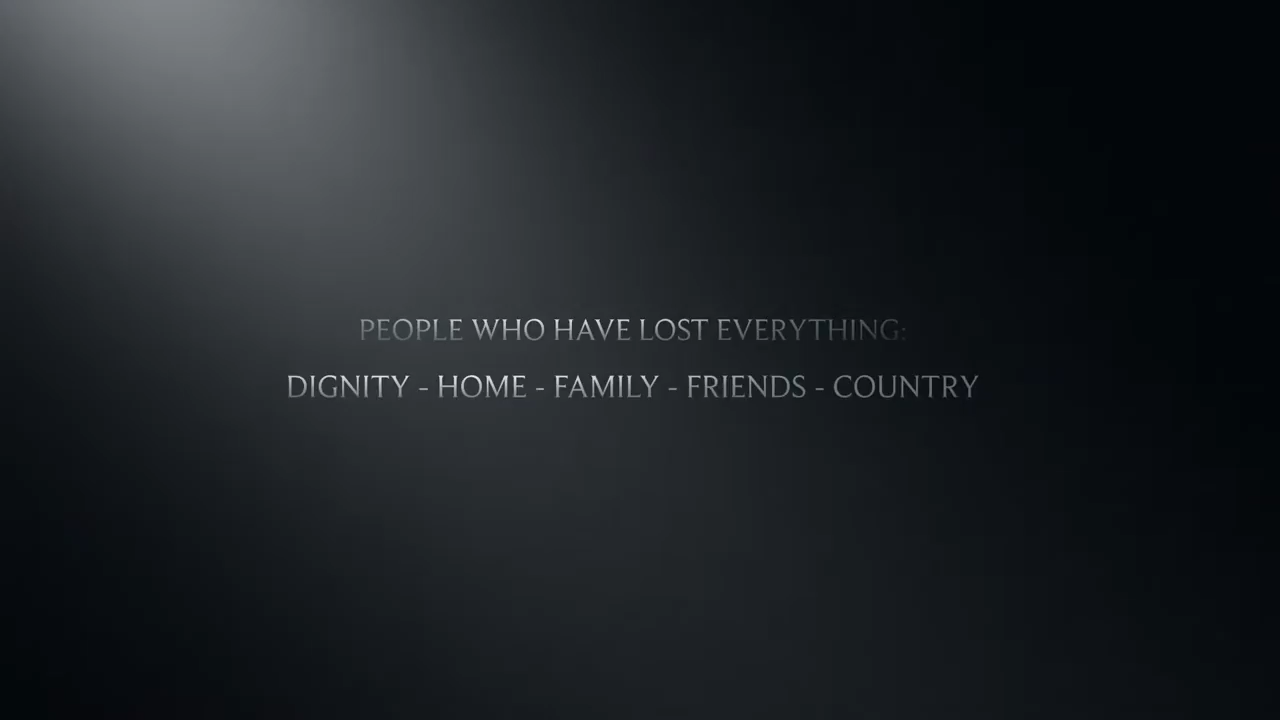 PEOPLE WHO HAVE LOST EVERYTHING:
DIGNITY - HOME - FAMILY - FRIENDS - COUNTRY